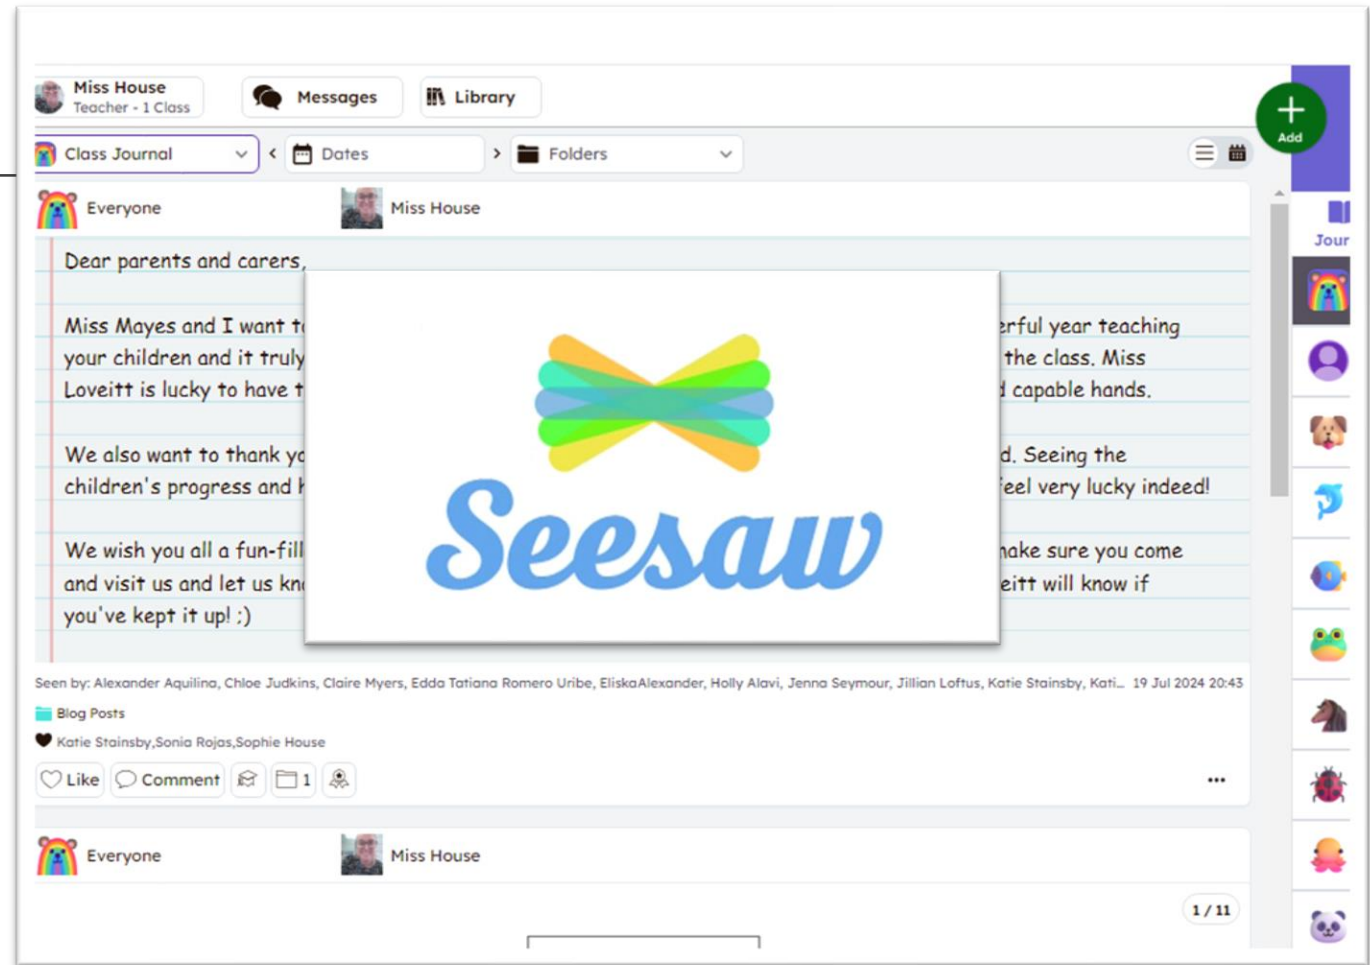 Miss House
Teacher - 1 Class
Messages
Library
Add
Class Journal
Dates
Folders
Jour
Everyone
Miss House
Dear parents and carers,
Miss Mayes and I want to erful year teaching
your children and it truly the class. Miss
Loveitt is lucky to have t d capable hands.
We also want to thank yo d. Seeing the
children's progress and h feel very lucky indeed!
We wish you all a fun-fill make sure you come
and visit us and let us kno eitt will know if
you've kept it up! ;)
Seesaw
Seen by: Alexander Aquilina, Chloe Judkins, Claire Myers, Edda Tatiana Romero Uribe, EliskaAlexander, Holly Alavi, Jenna Seymour, Jillian Loftus, Katie Stainsby, Kati... 19 Jul 2024 20:43
Blog Posts
Katie Stainsby,Sonia Rojas,Sophie House
Like
Comment
1
Everyone
Miss House
1 / 11